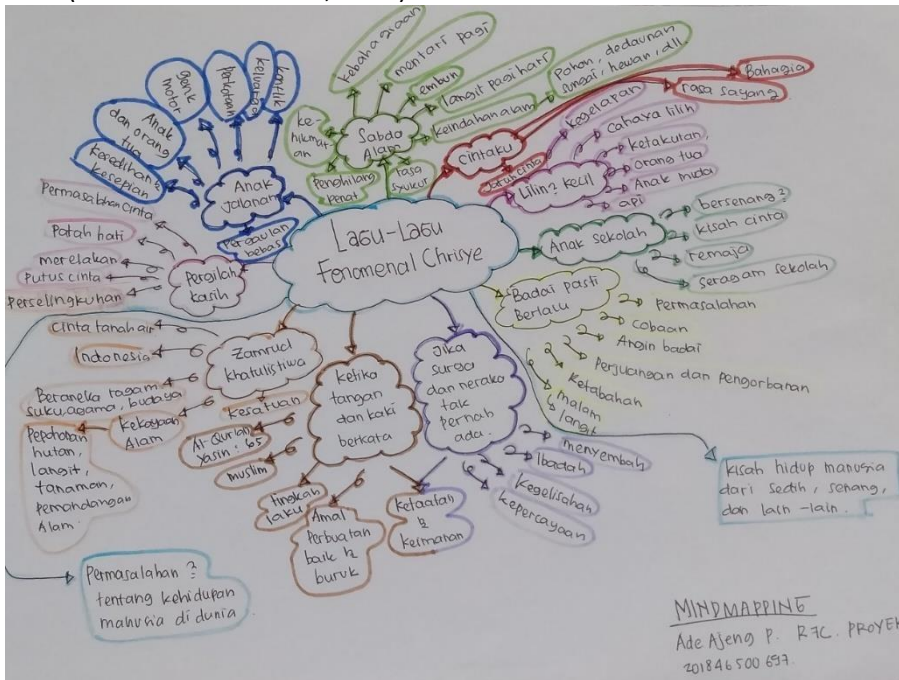 kebahagiaan
mentari pagi
embun
langit pagi hari
keindahan alam
Pohon, dedaunan
sungai, hewan, dll
ke-
hikmat-
an
Sabdo
Alam
Penghilang
Penat
rasa
syukur
cintaku
Jatuh cinta
Bahagia
rasa sayang
kegelapan
cahaya lilin
ketakutan
orang tua
Anak muda
api
Lilin2 kecil
Anak sekolah
bersenang2
kisah cinta
remaja
seragam sekolah
Badai pasti
Berlalu
Permasalahan
cobaan
Angin badai
Perjuangan dan pengorbanan
Ketabahan
malam
langit
kisah hidup manusia
dari sedih, senang,
dan lain-lain.
Lagu-Lagu
Fenomenal Chrisye
Anak
jalanan
genk
motor
Perkotaan
keluarga
Anak
dan orang
tua
kesedihan &
kesepian
Pergaulan
bebas
Pergilah
kasih
Permasalahan cinta
Patah hati
merelakan
Putus cinta
Perselingkuhan
Zamrud
khatulistiwa
Cinta tanah air
Indonesia
Beraneka ragam
suku, agama, budaya
kekayaan
Alam
Pepohonan
hutan,
langit,
tanaman,
pemandangan
Alam.
kesatuan
ketika
tangan
dan kaki
berkata
Al-Qur'an
Yasin : 65
muslim
tingkah
laku
Amal
Perbuatan
baik &
buruk
ketaatan
&
keimanan
Jika
surga
dan neraka
tak
pernah
ada.
menyembah
Ibadah
kegelisahan
kepercayaan
Permasalahan2
tentang kehidupan
manusia di dunia
MINDMAPPING
Ade Ajeng P. R7C. PROYEK
201846500697.